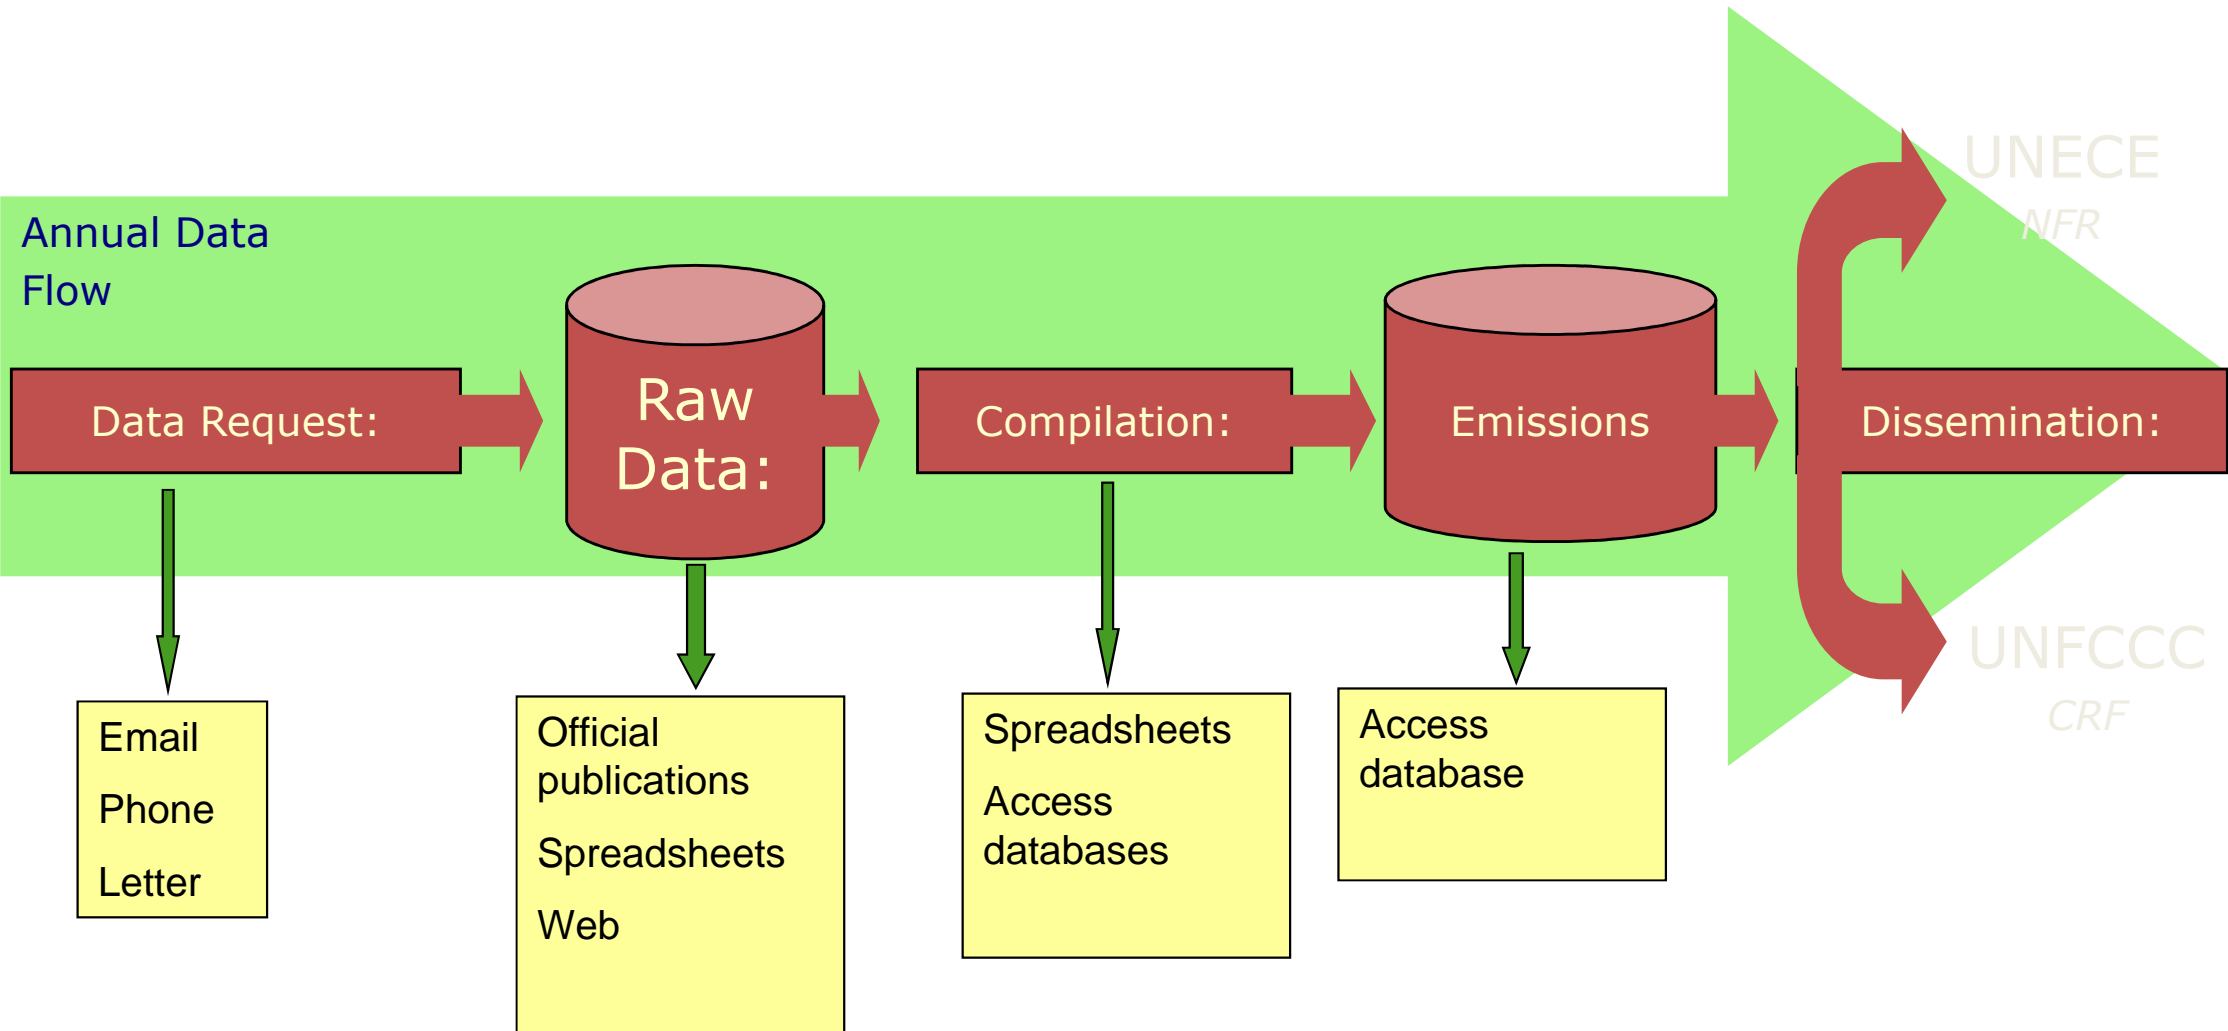 Annual Data
Flow
UNECE
NFR
Data Request:
Raw
Data:
Compilation:
Emissions
Dissemination:
UNFCCC
CRF
Email
Phone
Letter
Official
publications
Spreadsheets
Web
Spreadsheets
Access
databases
Access
database